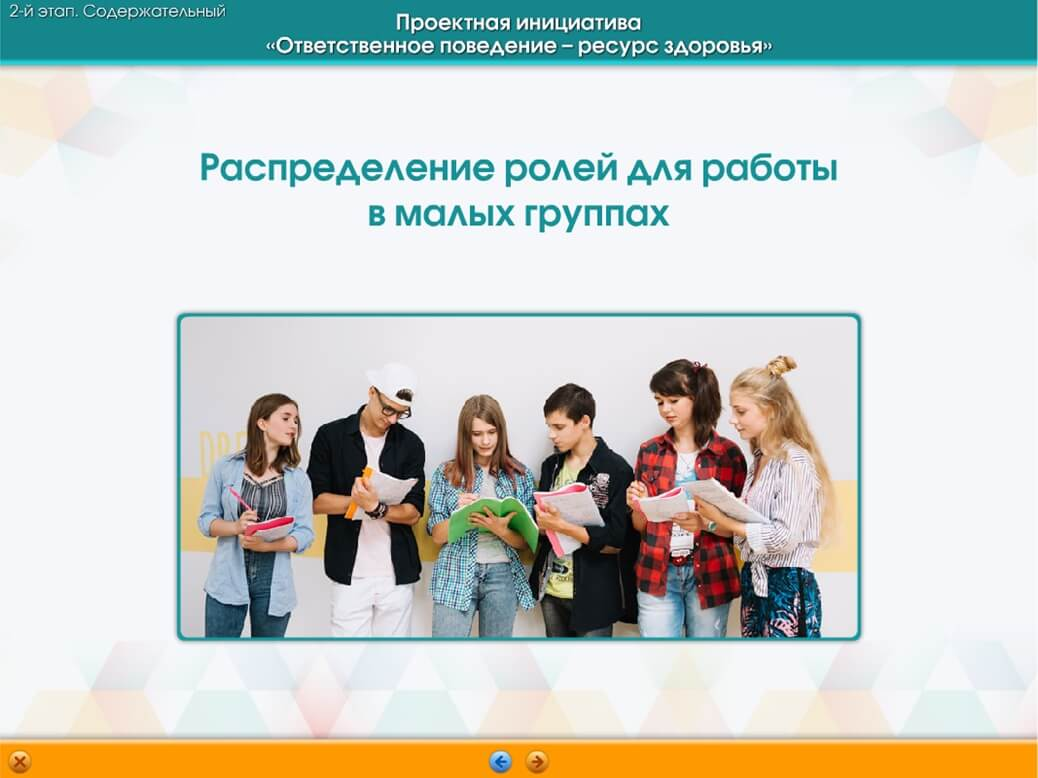 2-й этап. Содержательный
Проектная инициатива
«Ответственное поведение – ресурс здоровья»
Распределение ролей для работы
в малых группах